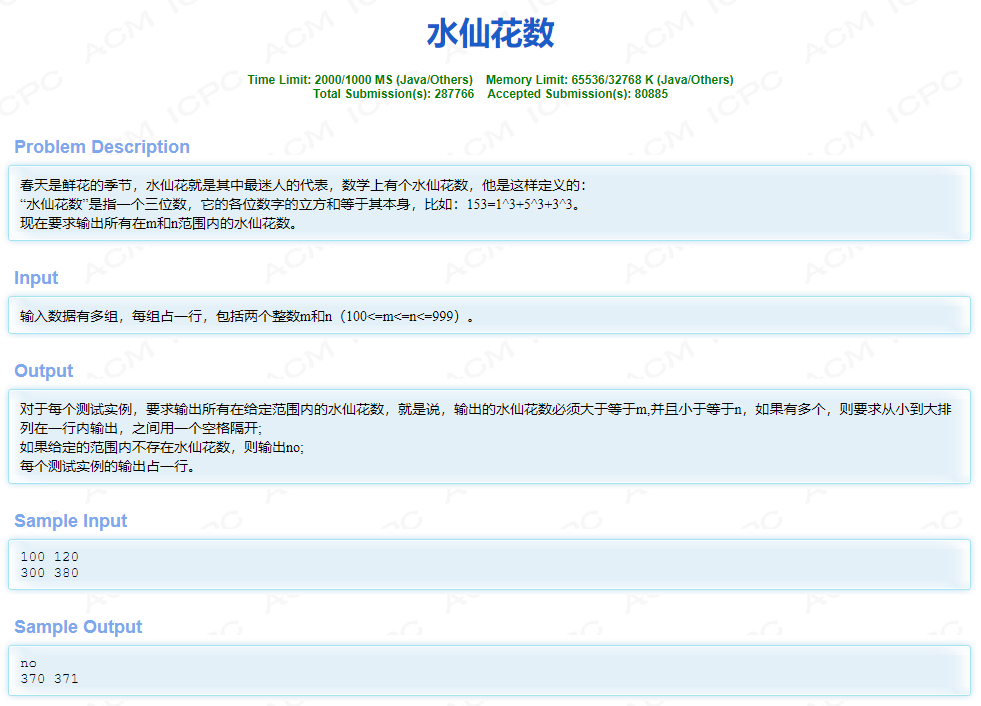 水仙花数
Time Limit: 2000/1000 MS (Java/Others) Memory Limit: 65536/32768 K (Java/Others)
Total Submission(s): 287766 Accepted Submission(s): 80885
Problem Description
春天是鲜花的季节，水仙花就是其中最迷人的代表，数学上有个水仙花数，他是这样定义的：
“水仙花数”是指一个三位数，它的各位数字的立方和等于其本身，比如：153=1^3+5^3+3^3。
现在要求输出所有在m和n范围内的水仙花数。
Input
输入数据有多组，每组占一行，包括两个整数m和n（100<=m<=n<=999）。
Output
对于每个测试实例，要求输出所有在给定范围内的水仙花数，就是说，输出的水仙花数必须大于等于m,并且小于等于n，如果有多个，则要求从小到大排
列在一行内输出，之间用一个空格隔开;
如果给定的范围内不存在水仙花数，则输出no;
每个测试实例的输出占一行。
Sample Input
100 120
300 380
Sample Output
no
370 371